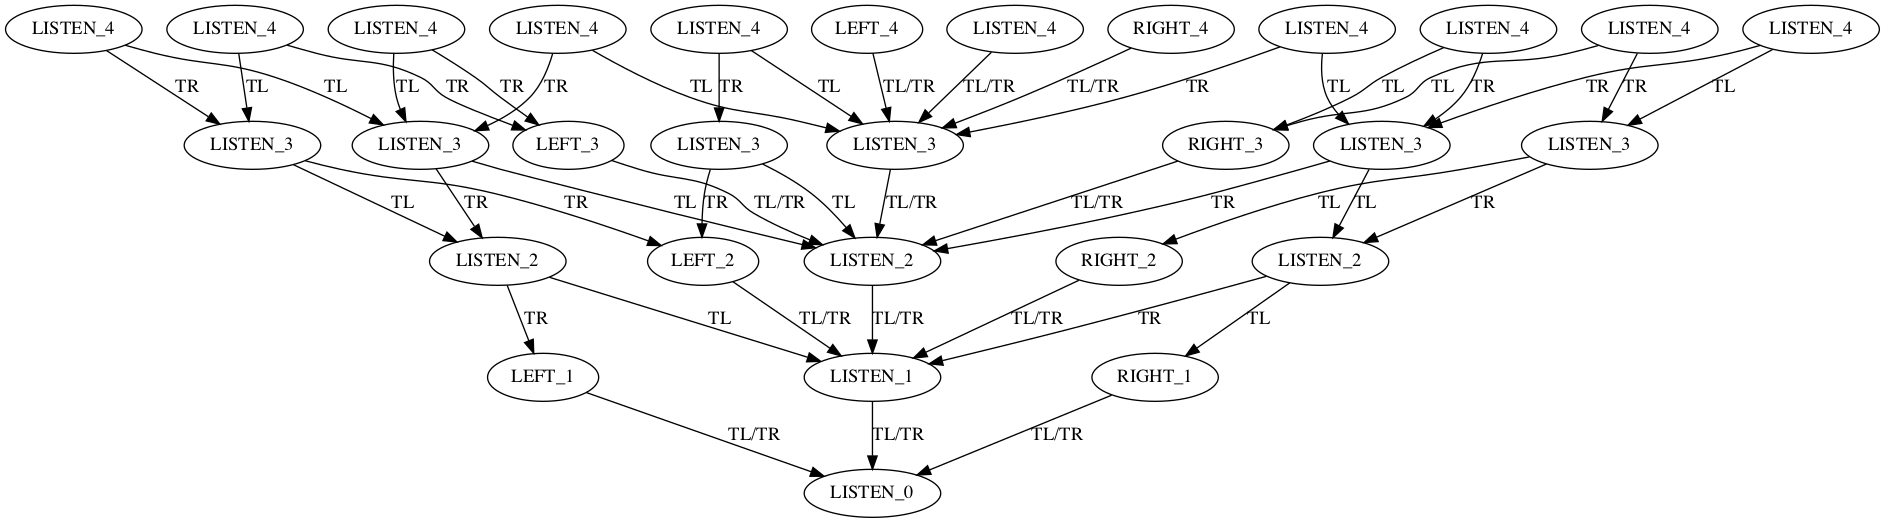 LISTEN_4 LISTEN_4 LISTEN_4 LISTEN_4 LISTEN_4 LEFT_4 LISTEN_4 RIGHT_4 LISTEN_4 LISTEN_4 LISTEN_4 LISTEN_4
TR TL TL TL TR TR TR TL TR TL TL/TR TL/TR TL/TR TR TL TL TL TR TR TR TL
LISTEN_3 LISTEN_3 LEFT_3 LISTEN_3 LISTEN_3 RIGHT_3 LISTEN_3 LISTEN_3
TL TR TR TL TR TL/TR TL TL/TR TL/TR TR TL TL TR
LISTEN_2 LEFT_2 LISTEN_2 RIGHT_2 LISTEN_2
TR TL TL/TR TL/TR TL/TR TR TL
LEFT_1 LISTEN_1 RIGHT_1
TL/TR TL/TR TL/TR
LISTEN_0